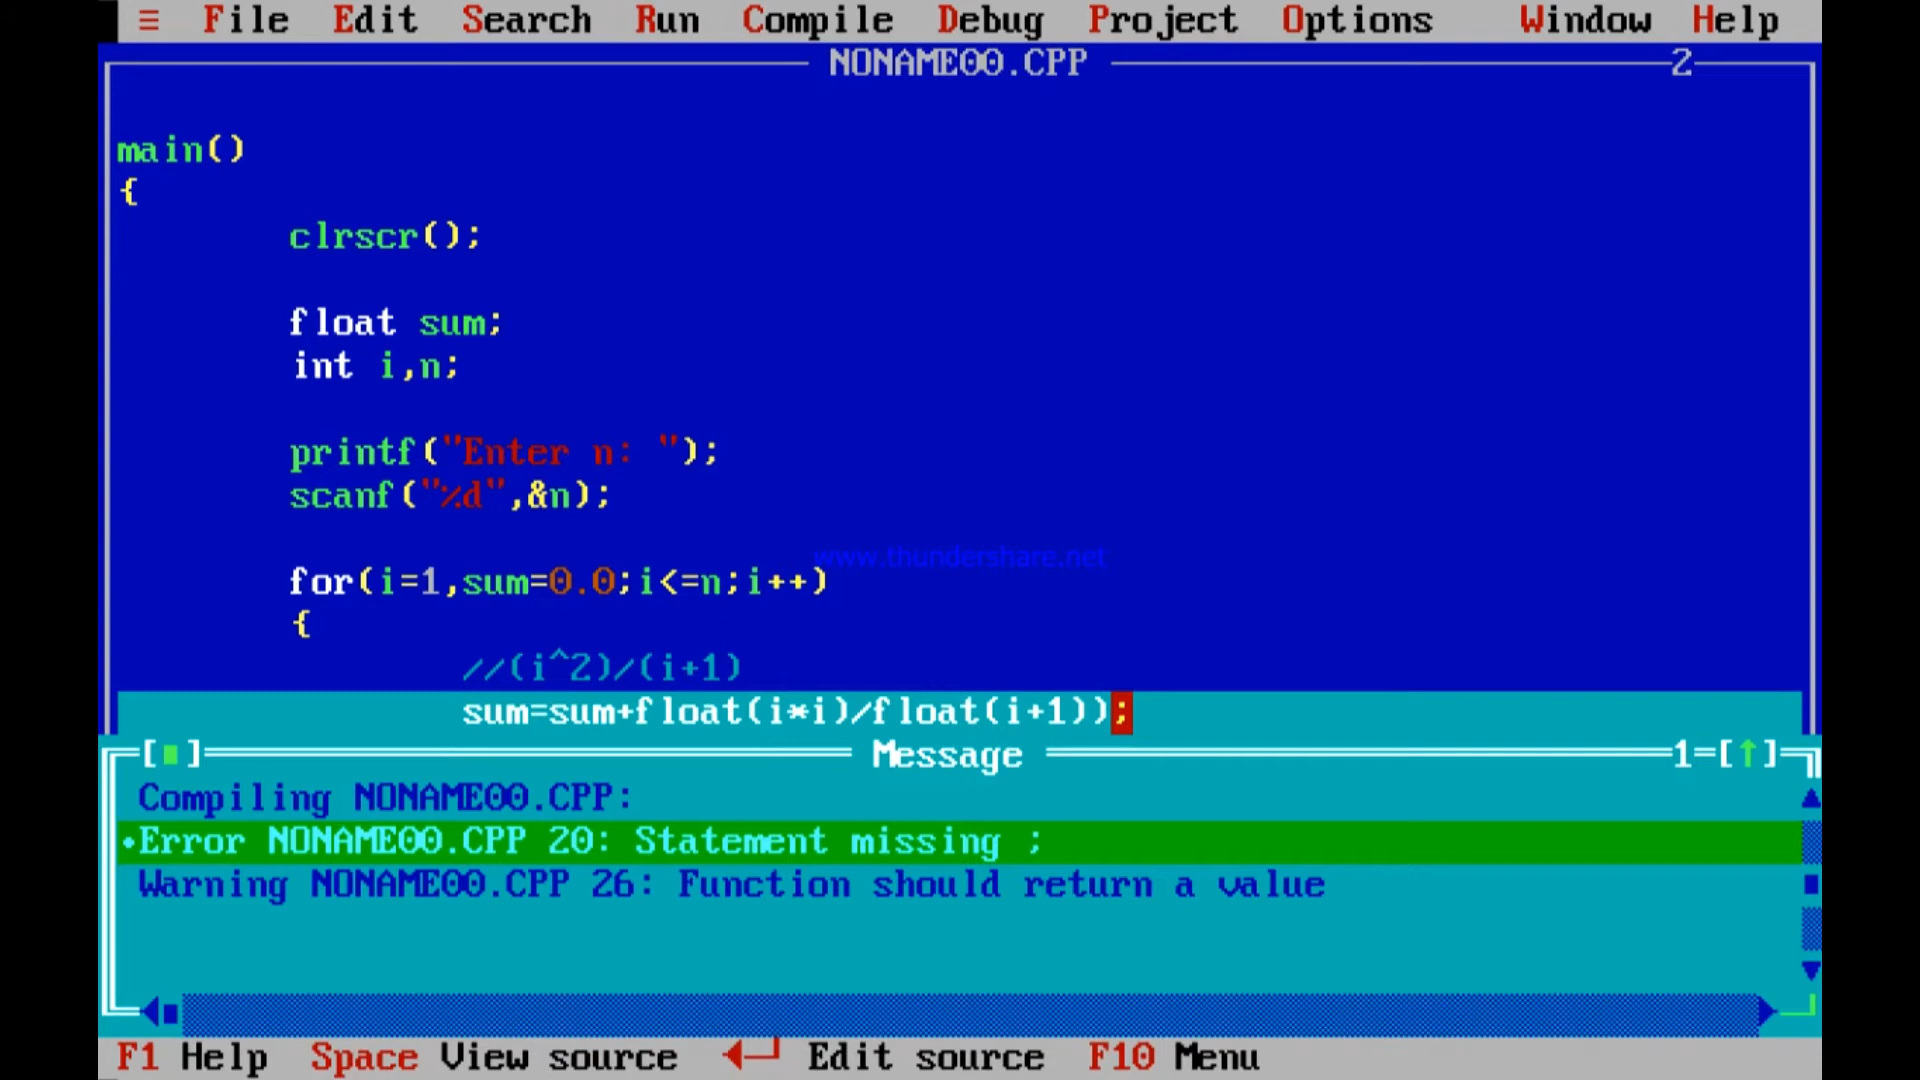 ≡ File Edit Search Run Compile Debug Project Options Window Help
NONAME00.CPP 2
main()
{
clrscr();
float sum;
int i,n;
printf("Enter n: ");
scanf("%d",&n);
www.thundershare.net
for(i=1,sum=0.0;i<=n;i++)
{
//(i^2)/(i+1)
sum=sum+float(i*i)/float(i+1));
[■] Message 1=[↑]
Compiling NONAME00.CPP:
•Error NONAME00.CPP 20: Statement missing ;
Warning NONAME00.CPP 26: Function should return a value
F1 Help Space View source ◄┘ Edit source F10 Menu